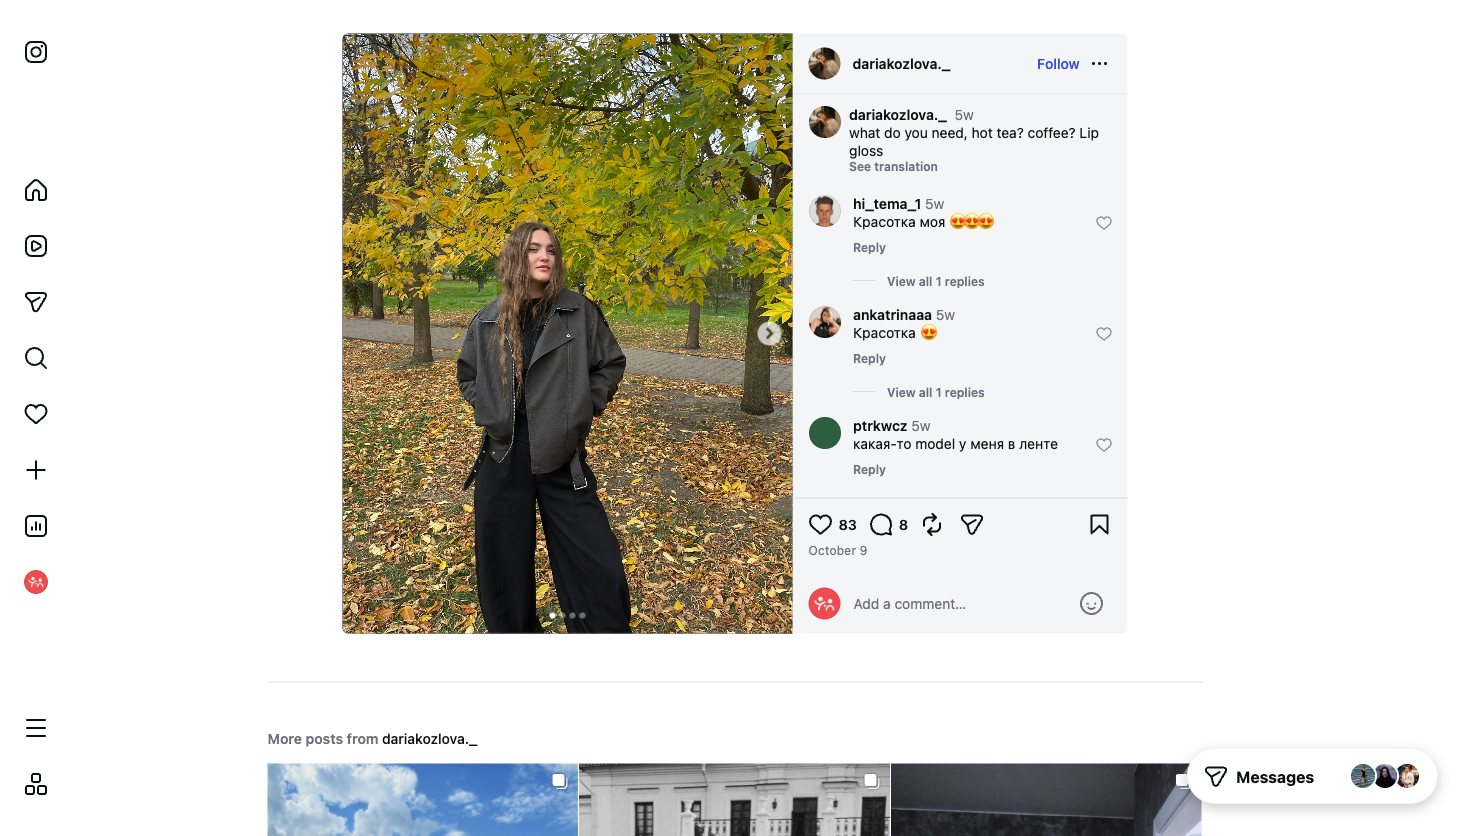 dariakozlova._
Follow
dariakozlova._ 5w
what do you need, hot tea? coffee? Lip
gloss
See translation
hi_tema_1 5w
Красотка моя 😍😍😍
Reply
View all 1 replies
ankatrinaaa 5w
Красотка 😍
Reply
View all 1 replies
ptrkwcz 5w
какая-то model у меня в ленте
Reply
83
8
October 9
Add a comment...
More posts from dariakozlova._
Messages